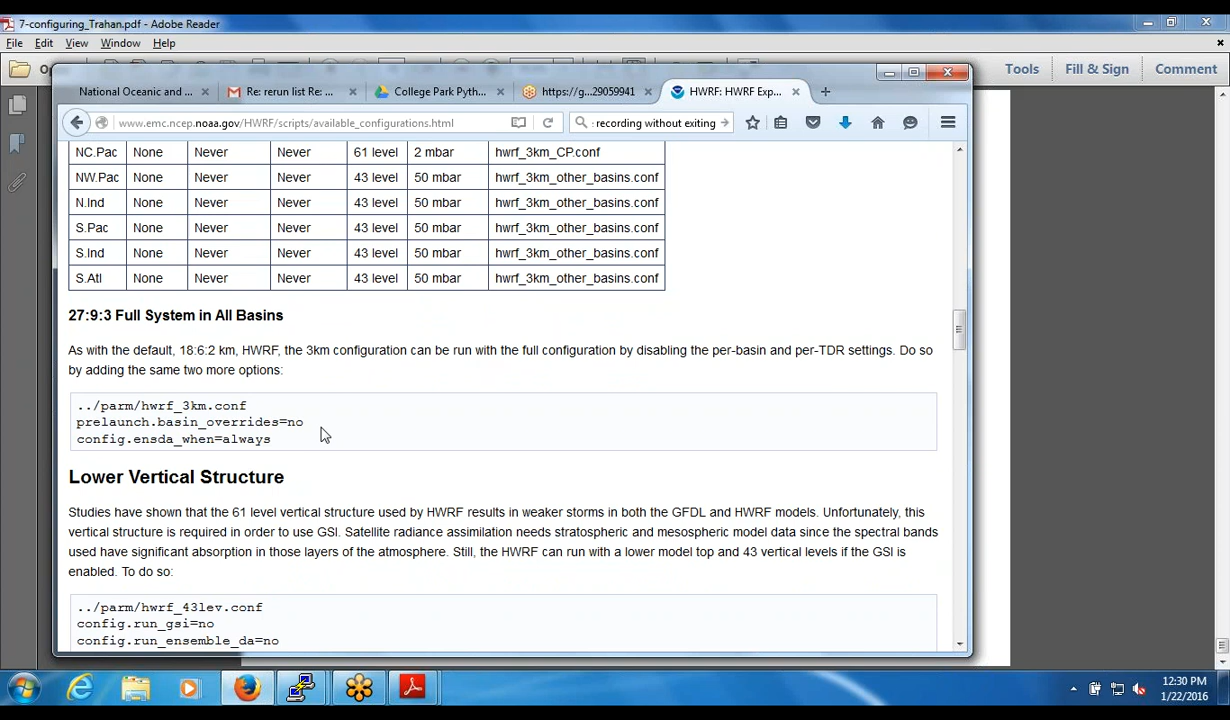 7-configuring_Trahan.pdf - Adobe Reader
File Edit View Window Help
Tools Fill & Sign Comment
National Oceanic and ... × Re: rerun list Re: ... × College Park Pyth... × https://g...29059941 × HWRF: HWRF Exp... × +
www.emc.ncep.noaa.gov/HWRF/scripts/available_configurations.html : recording without exiting
NC.Pac None Never Never 61 level 2 mbar hwrf_3km_CP.conf
NW.Pac None Never Never 43 level 50 mbar hwrf_3km_other_basins.conf
N.Ind None Never Never 43 level 50 mbar hwrf_3km_other_basins.conf
S.Pac None Never Never 43 level 50 mbar hwrf_3km_other_basins.conf
S.Ind None Never Never 43 level 50 mbar hwrf_3km_other_basins.conf
S.Atl None Never Never 43 level 50 mbar hwrf_3km_other_basins.conf
27:9:3 Full System in All Basins
As with the default, 18:6:2 km, HWRF, the 3km configuration can be run with the full configuration by disabling the per-basin and per-TDR settings. Do so
by adding the same two more options:
../parm/hwrf_3km.conf
prelaunch.basin_overrides=no
config.ensda_when=always
Lower Vertical Structure
Studies have shown that the 61 level vertical structure used by HWRF results in weaker storms in both the GFDL and HWRF models. Unfortunately, this
vertical structure is required in order to use GSI. Satellite radiance assimilation needs stratospheric and mesospheric model data since the spectral bands
used have significant absorption in those layers of the atmosphere. Still, the HWRF can run with a lower model top and 43 vertical levels if the GSI is
enabled. To do so:
../parm/hwrf_43lev.conf
config.run_gsi=no
config.run_ensemble_da=no
12:30 PM
1/22/2016